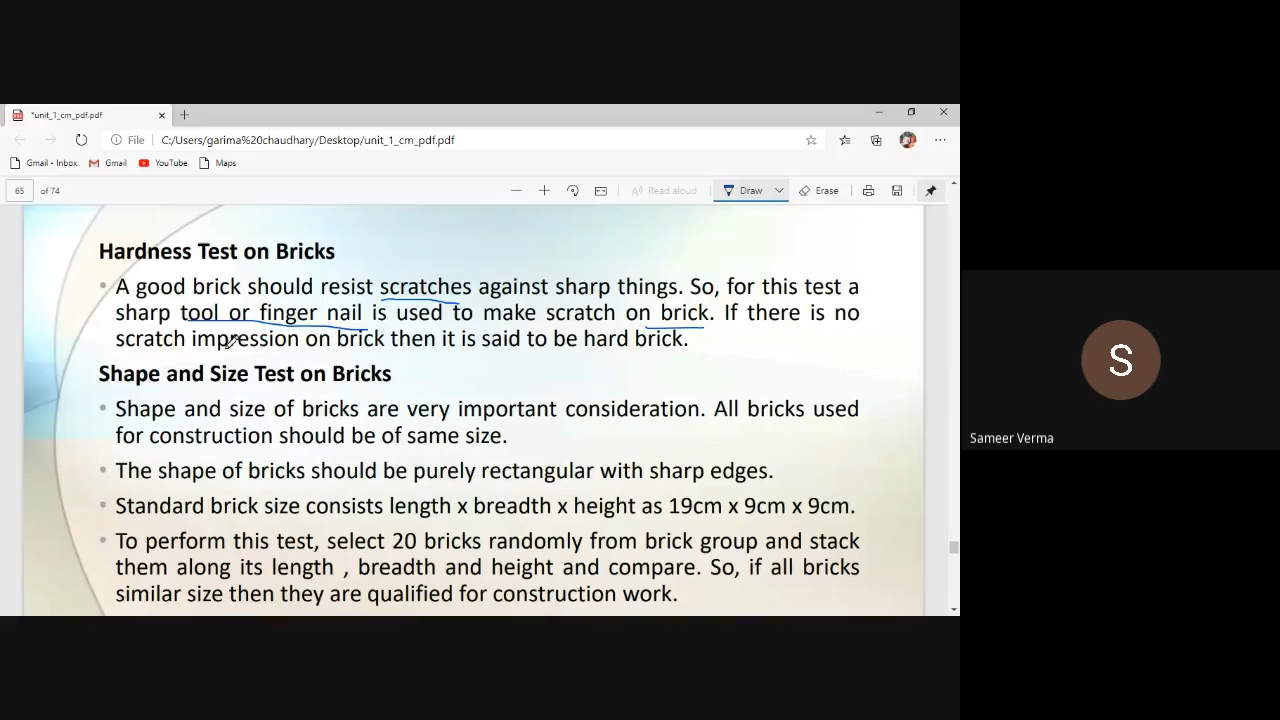 *unit_1_cm_pdf.pdf
File C:/Users/garima%20chaudhary/Desktop/unit_1_cm_pdf.pdf
Gmail - Inbox Gmail YouTube Maps
65 of 74 Read aloud Draw Erase
Hardness Test on Bricks
• A good brick should resist scratches against sharp things. So, for this test a
sharp tool or finger nail is used to make scratch on brick. If there is no
scratch impression on brick then it is said to be hard brick.
Shape and Size Test on Bricks
• Shape and size of bricks are very important consideration. All bricks used
for construction should be of same size.
• The shape of bricks should be purely rectangular with sharp edges.
• Standard brick size consists length x breadth x height as 19cm x 9cm x 9cm.
• To perform this test, select 20 bricks randomly from brick group and stack
them along its length , breadth and height and compare. So, if all bricks
similar size then they are qualified for construction work.
S
Sameer Verma